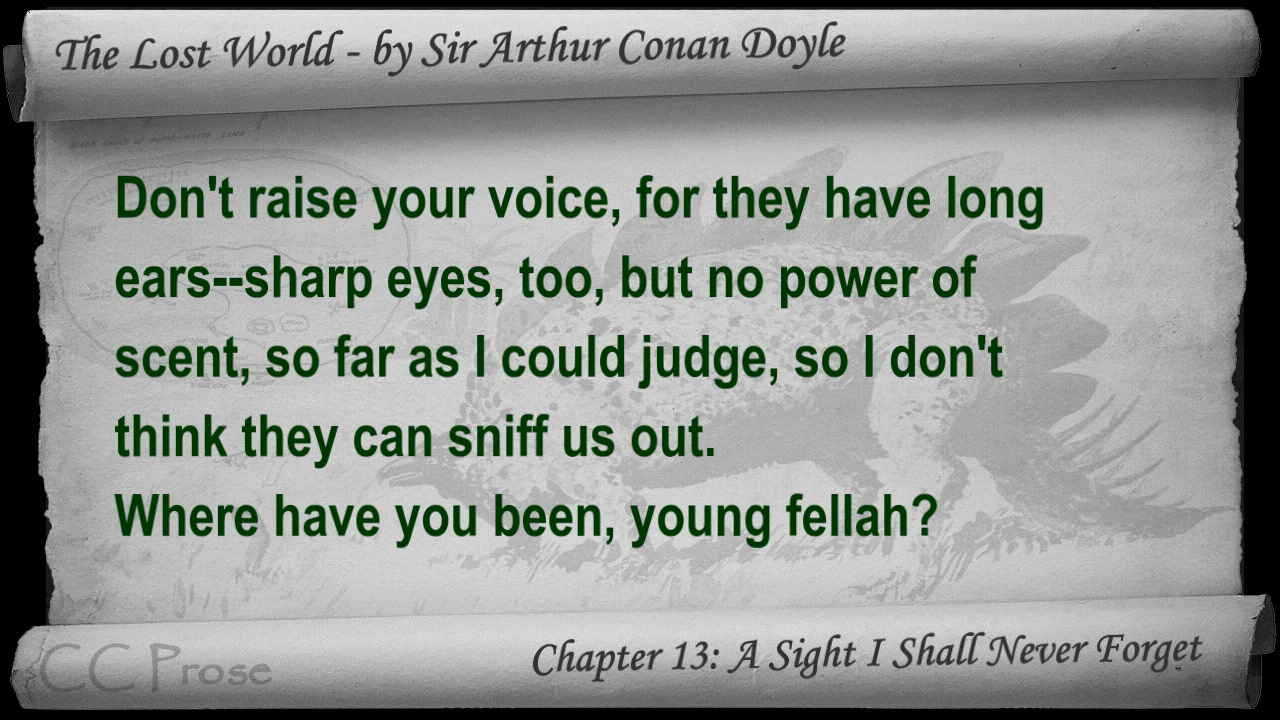 The Lost World - by Sir Arthur Conan Doyle
Don't raise your voice, for they have long
ears--sharp eyes, too, but no power of
scent, so far as I could judge, so I don't
think they can sniff us out.
Where have you been, young fellah?
CC Prose
Chapter 13: A Sight I Shall Never Forget